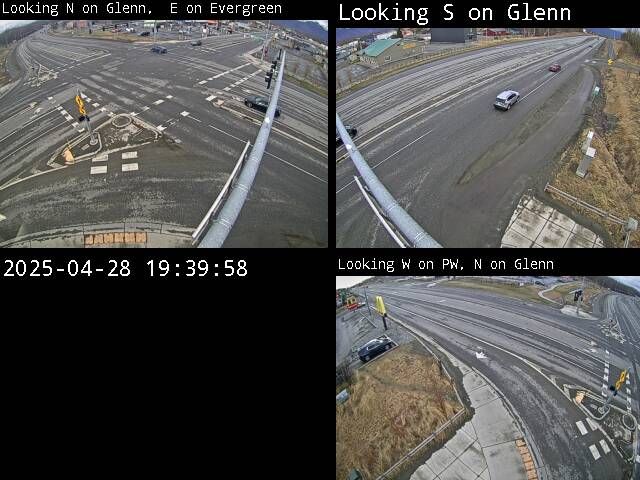 Looking N on Glenn,  E on Evergreen
Looking S on Glenn
2025-04-28 19:39:58
Looking W on PW, N on Glenn